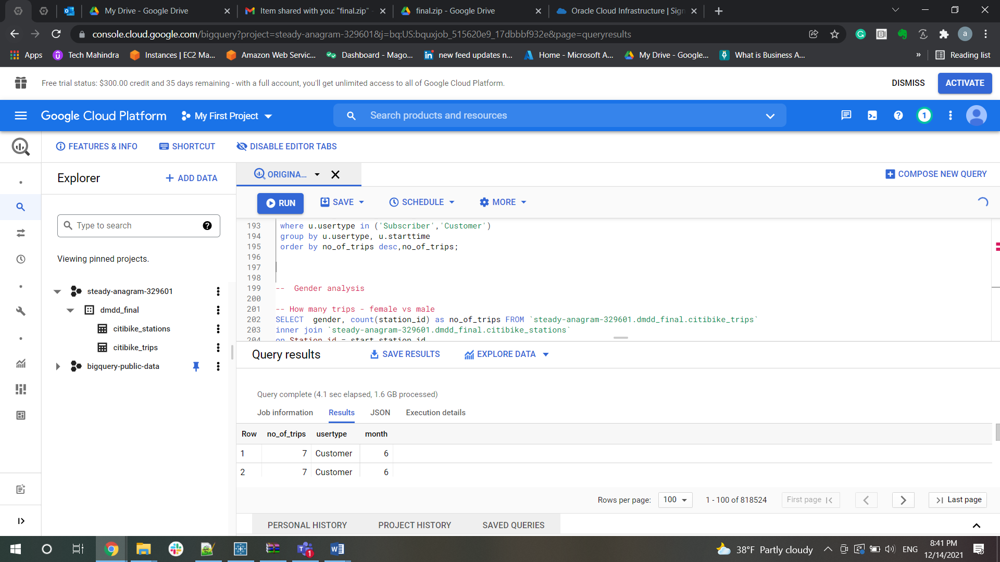 My Drive - Google Drive
Item shared with you: "final.zip" -
final.zip - Google Drive
Oracle Cloud Infrastructure | Sign
console.cloud.google.com/bigquery?project=steady-anagram-329601&j=bq:US:bquxjob_515620e9_17dbbbf932e&page=queryresults
a
Apps
Tech Mahindra
Instances | EC2 Ma...
Amazon Web Servic...
Dashboard - Mago...
new feed updates n...
Home - Microsoft A...
My Drive - Google...
What is Business A...
»
Reading list
Free trial status: $300.00 credit and 35 days remaining - with a full account, you'll get unlimited access to all of Google Cloud Platform.
DISMISS
ACTIVATE
Google Cloud Platform
My First Project
Search products and resources
1
FEATURES & INFO
SHORTCUT
DISABLE EDITOR TABS
Explorer
+ ADD DATA
ORIGINA...
COMPOSE NEW QUERY
RUN
SAVE
SCHEDULE
MORE
Type to search
Viewing pinned projects.
steady-anagram-329601
dmdd_final
citibike_stations
citibike_trips
bigquery-public-data
193 where u.usertype in ('Subscriber','Customer')
194 group by u.usertype, u.starttime
195 order by no_of_trips desc,no_of_trips;
196
197
198
199 --  Gender analysis
200
201 -- How many trips - female vs male
202 SELECT  gender, count(station_id) as no_of_trips FROM `steady-anagram-329601.dmdd_final.citibike_trips`
203 inner join `steady-anagram-329601.dmdd_final.citibike_stations`
204 on Station_id = start_station_id
Query results
SAVE RESULTS
EXPLORE DATA
Query complete (4.1 sec elapsed, 1.6 GB processed)
Job information
Results
JSON
Execution details
Row no_of_trips usertype month
1 7 Customer 6
2 7 Customer 6
Rows per page:
100
1 - 100 of 818524
First page
Last page
PERSONAL HISTORY
PROJECT HISTORY
SAVED QUERIES
1
38°F Partly cloudy
ENG
8:41 PM
12/14/2021